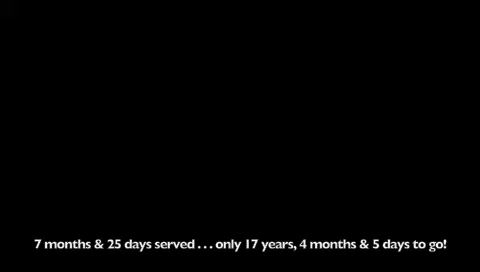 7 months & 25 days served . . . only 17 years, 4 months & 5 days to go!